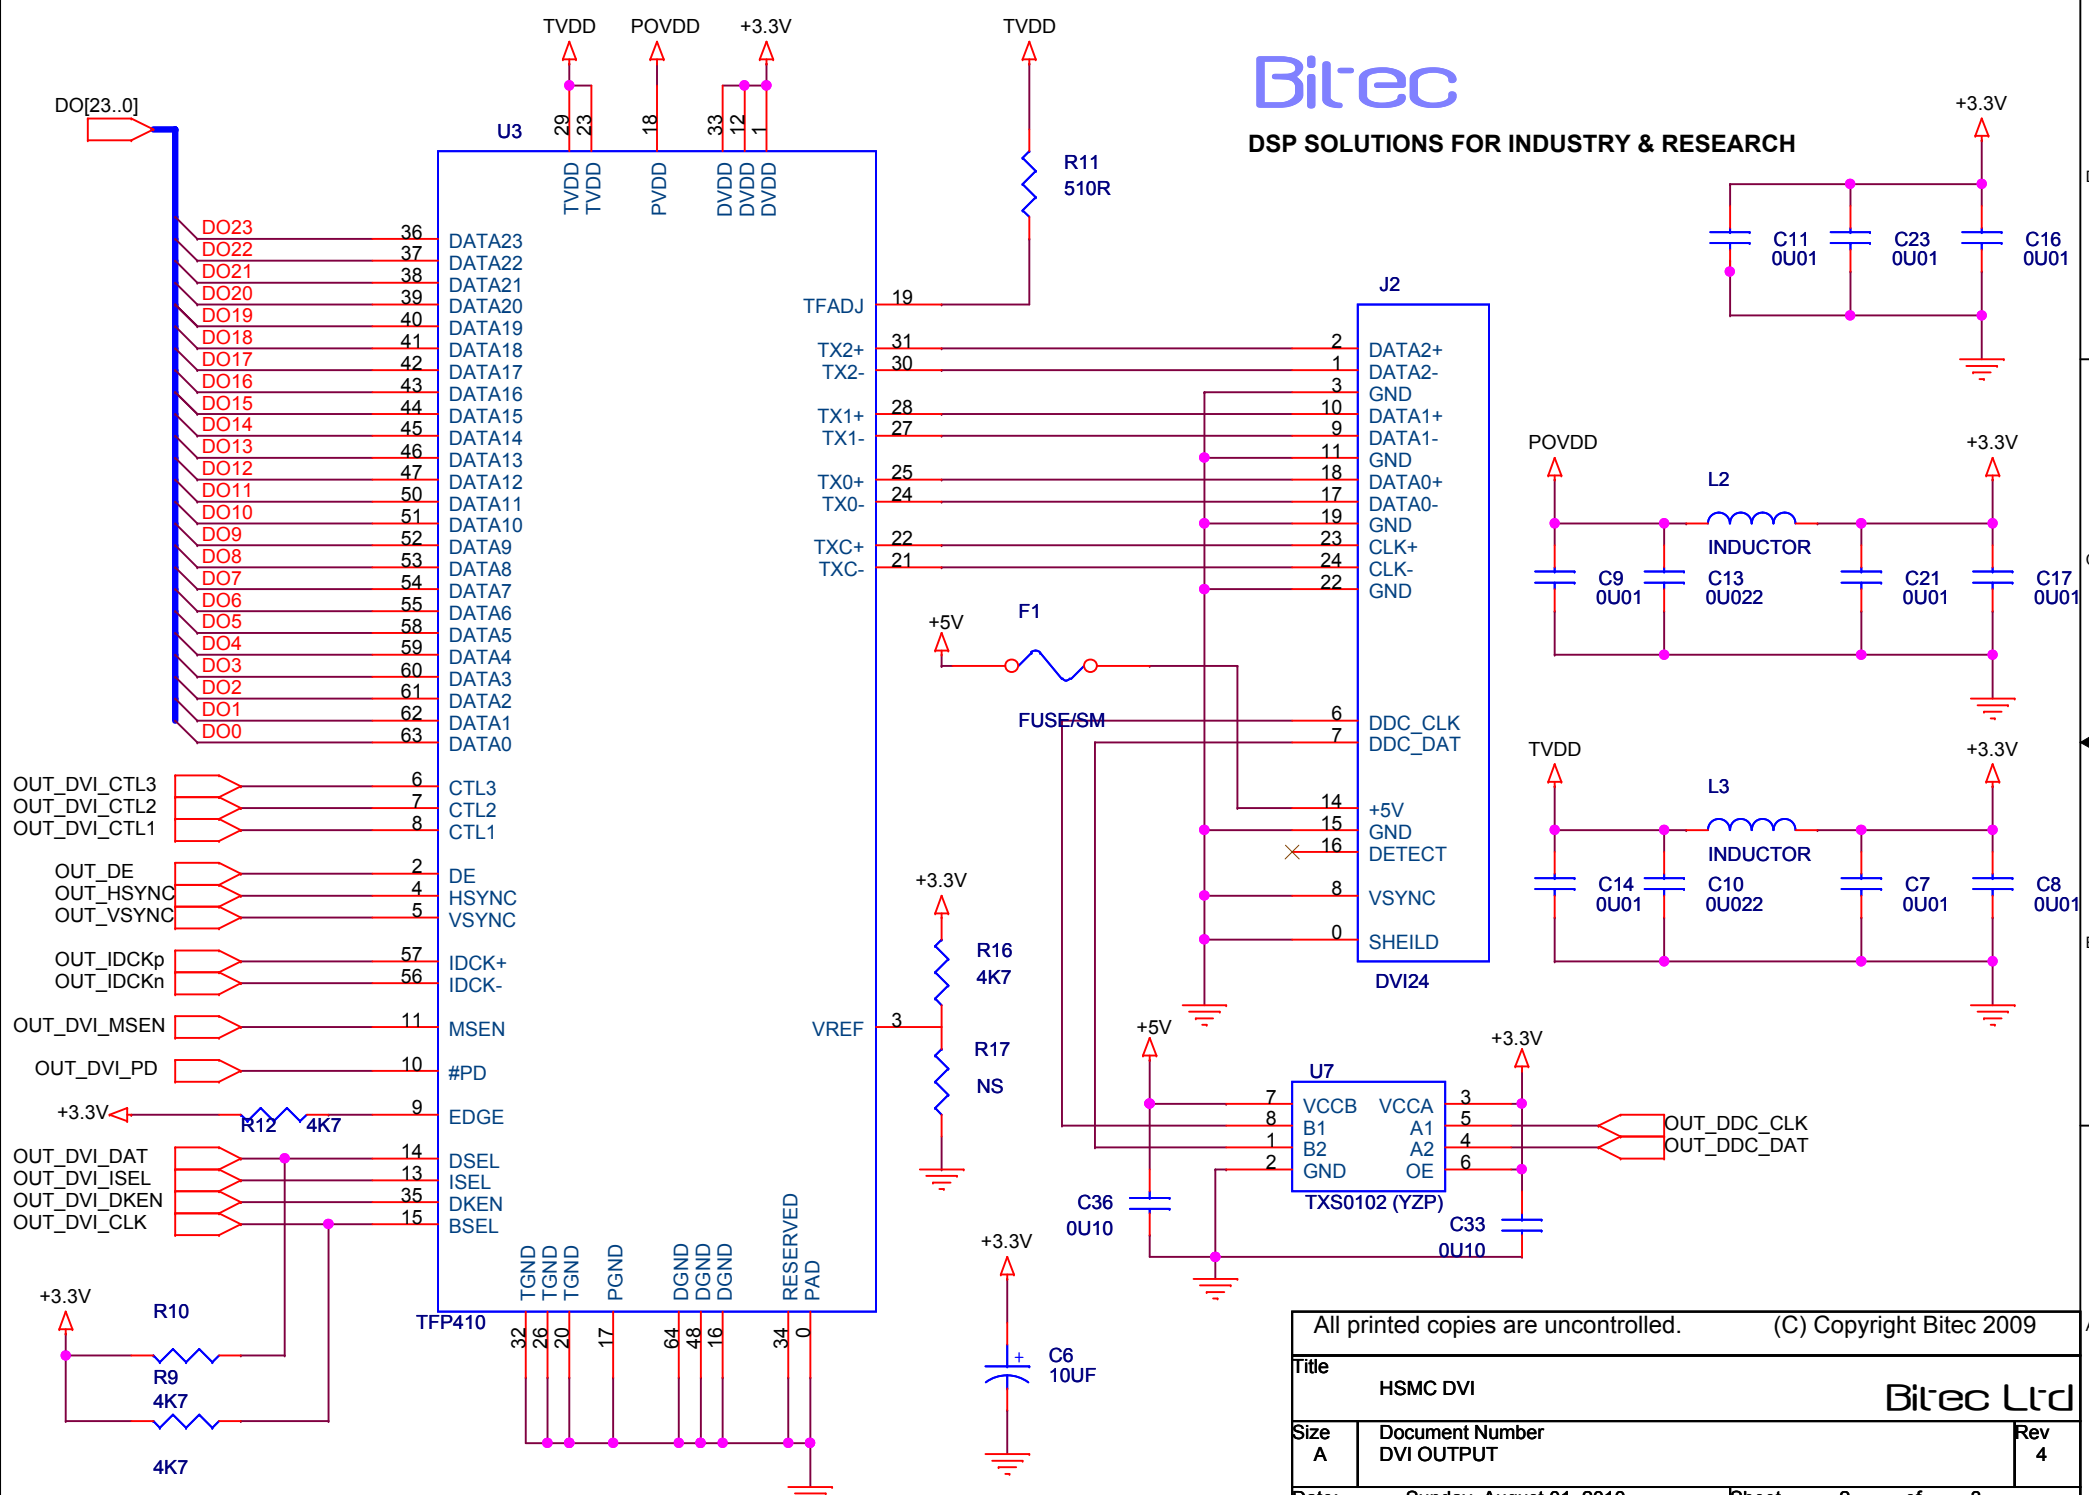 TVDD POVDD +3.3V TVDD
Bitec
DSP SOLUTIONS FOR INDUSTRY & RESEARCH
DO[23..0]
U3
29 23 18 33 12 1
TVDD TVDD PVDD DVDD DVDD DVDD
R11
510R
+3.3V
C11 0U01
C23 0U01
C16 0U01
DO23 36 DATA23
DO22 37 DATA22
DO21 38 DATA21
DO20 39 DATA20
DO19 40 DATA19
DO18 41 DATA18
DO17 42 DATA17
DO16 43 DATA16
DO15 44 DATA15
DO14 45 DATA14
DO13 46 DATA13
DO12 47 DATA12
DO11 50 DATA11
DO10 51 DATA10
DO9 52 DATA9
DO8 53 DATA8
DO7 54 DATA7
DO6 55 DATA6
DO5 58 DATA5
DO4 59 DATA4
DO3 60 DATA3
DO2 61 DATA2
DO1 62 DATA1
DO0 63 DATA0
OUT_DVI_CTL3 6 CTL3
OUT_DVI_CTL2 7 CTL2
OUT_DVI_CTL1 8 CTL1
OUT_DE 2 DE
OUT_HSYNC 4 HSYNC
OUT_VSYNC 5 VSYNC
OUT_IDCKp 57 IDCK+
OUT_IDCKn 56 IDCK-
OUT_DVI_MSEN 11 MSEN
OUT_DVI_PD 10 #PD
+3.3V R12 4K7 9 EDGE
OUT_DVI_DAT 14 DSEL
OUT_DVI_ISEL 13 ISEL
OUT_DVI_DKEN 35 DKEN
OUT_DVI_CLK 15 BSEL
+3.3V
R10
R9
4K7
4K7
TFP410
TGND TGND TGND PGND DGND DGND DGND RESERVED PAD
32 26 20 17 64 48 16 34 0
TFADJ 19
TX2+ 31
TX2- 30
TX1+ 28
TX1- 27
TX0+ 25
TX0- 24
TXC+ 22
TXC- 21
VREF 3
+3.3V
R16
4K7
R17
NS
+3.3V
+
C6
10UF
+5V
F1
FUSE/SM
J2
2 DATA2+
1 DATA2-
3 GND
10 DATA1+
9 DATA1-
11 GND
18 DATA0+
17 DATA0-
19 GND
23 CLK+
24 CLK-
22 GND
6 DDC_CLK
7 DDC_DAT
14 +5V
15 GND
16 DETECT
8 VSYNC
0 SHEILD
DVI24
POVDD +3.3V
L2
INDUCTOR
C9 0U01
C13 0U022
C21 0U01
C17 0U01
TVDD +3.3V
L3
INDUCTOR
C14 0U01
C10 0U022
C7 0U01
C8 0U01
+5V +3.3V
U7
7 VCCB VCCA 3
8 B1 A1 5 OUT_DDC_CLK
1 B2 A2 4 OUT_DDC_DAT
2 GND OE 6
TXS0102 (YZP)
C36
0U10
C33
0U10
All printed copies are uncontrolled. (C) Copyright Bitec 2009
Title
HSMC DVI
Bitec Ltd
Size
A
Document Number
DVI OUTPUT
Rev
4